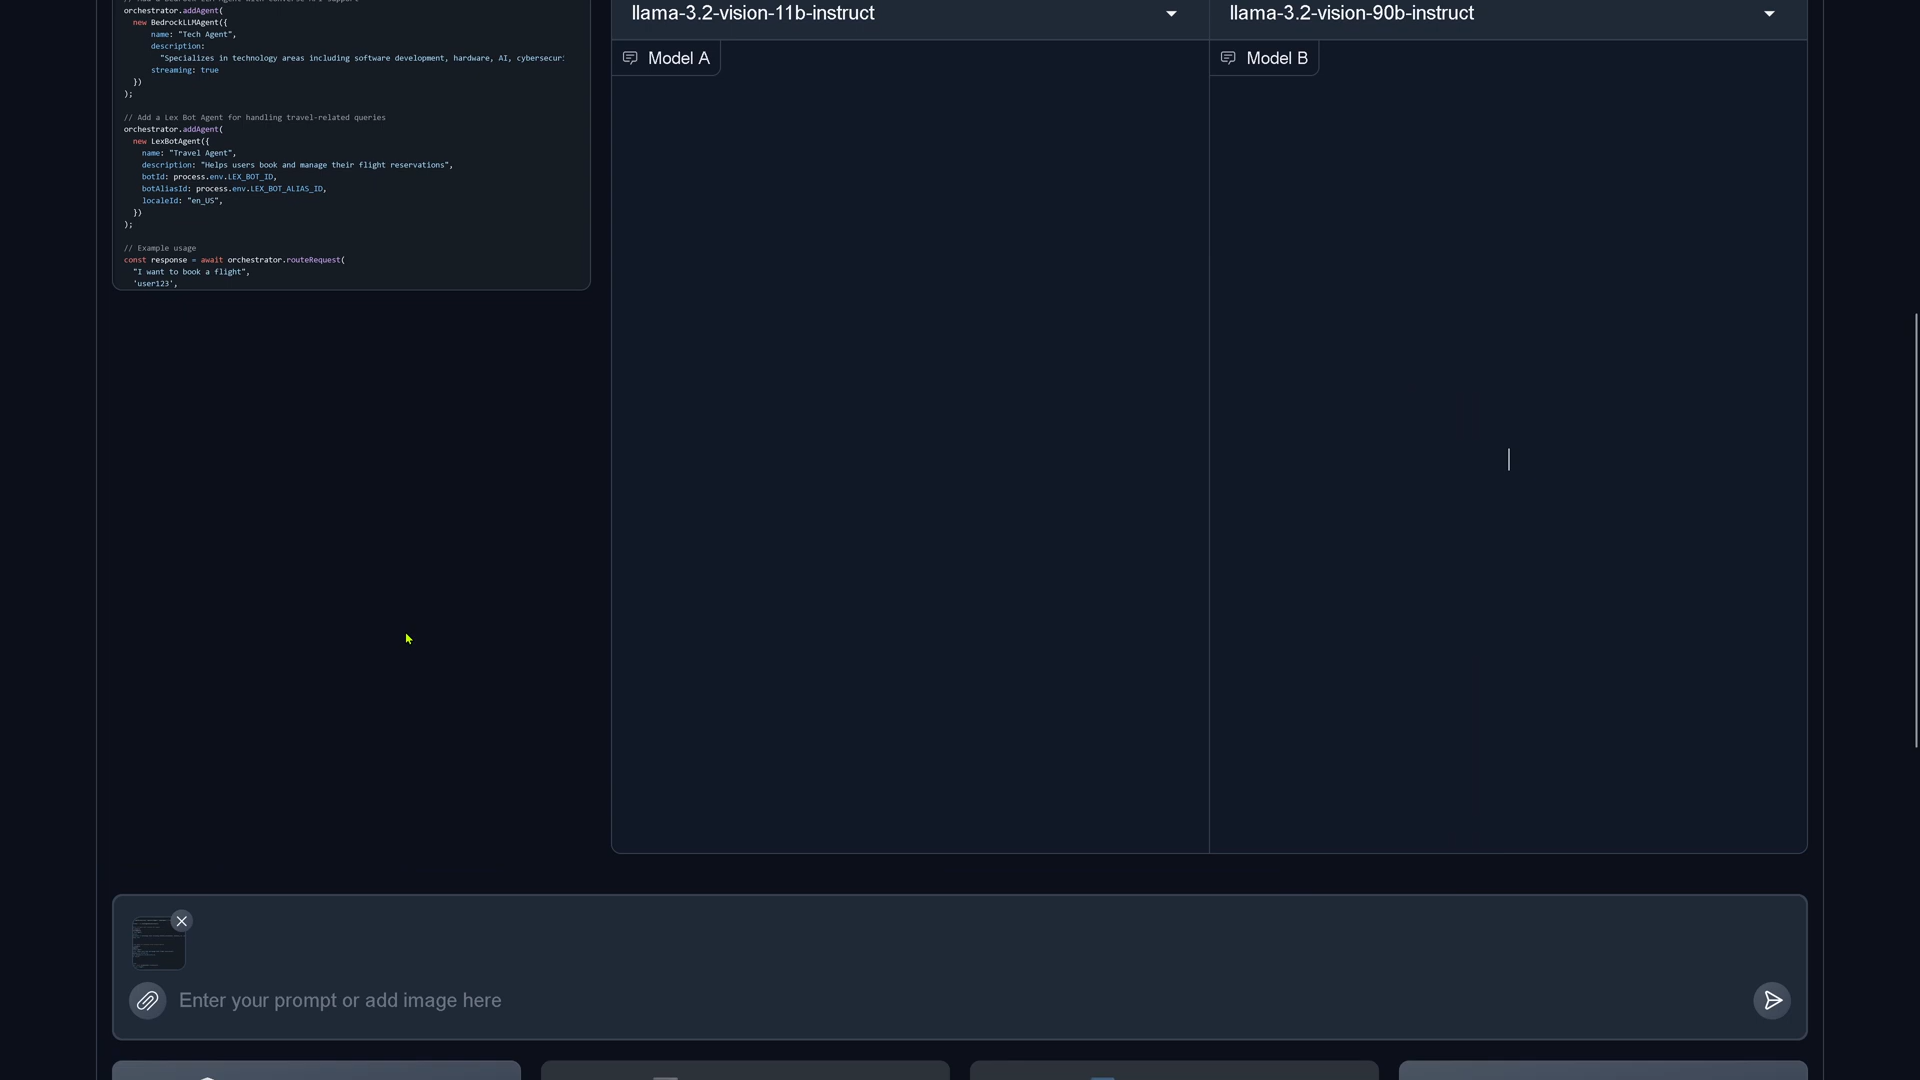 orchestrator.addAgent(
new BedrockLLMAgent({
name: "Tech Agent",
description:
"Specializes in technology areas including software development, hardware, AI, cybersecur:
streaming: true
})
);
// Add a Lex Bot Agent for handling travel-related queries
orchestrator.addAgent(
new LexBotAgent({
name: "Travel Agent",
description: "Helps users book and manage their flight reservations",
botId: process.env.LEX_BOT_ID,
botAliasId: process.env.LEX_BOT_ALIAS_ID,
localeId: "en_US",
})
);
// Example usage
const response = await orchestrator.routeRequest(
"I want to book a flight",
'user123',
llama-3.2-vision-11b-instruct
llama-3.2-vision-90b-instruct
Model A
Model B
Enter your prompt or add image here